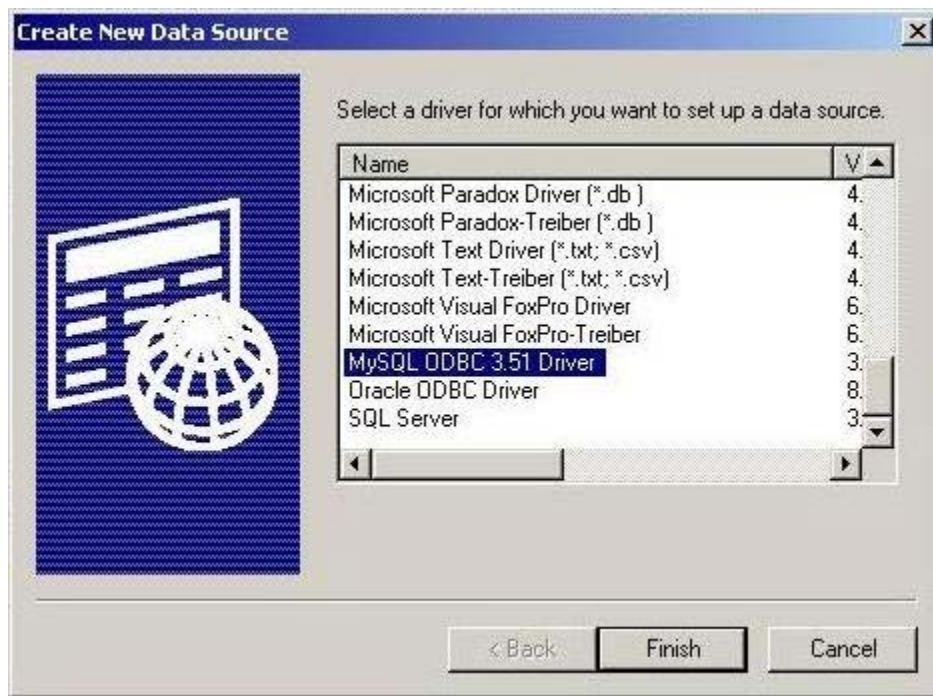 Create New Data Source
Select a driver for which you want to set up a data source.
Name V
Microsoft Paradox Driver (*.db ) 4.
Microsoft Paradox-Treiber (*.db ) 4.
Microsoft Text Driver (*.txt; *.csv) 4.
Microsoft Text-Treiber (*.txt; *.csv) 4.
Microsoft Visual FoxPro Driver 6.
Microsoft Visual FoxPro-Treiber 6.
MySQL ODBC 3.51 Driver 3.
Oracle ODBC Driver 8.
SQL Server 3.
< Back Finish Cancel